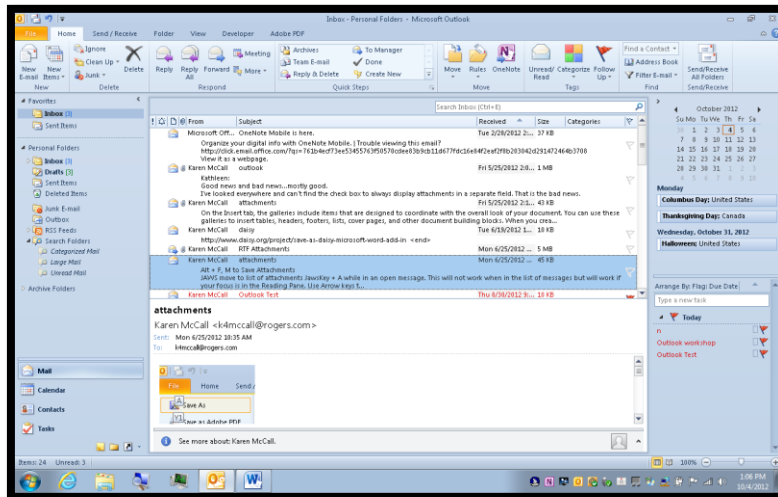 Inbox - Personal Folders - Microsoft Outlook
File Home Send / Receive Folder View Developer Adobe PDF
New E-mail
New Items
Ignore
Clean Up
Junk
Delete
Reply
Reply All
Forward
Meeting
More
Archives
Team E-mail
Reply & Delete
To Manager
Done
Create New
Move
Rules
OneNote
Unread/ Read
Categorize
Follow Up
Find a Contact
Address Book
Filter E-mail
Send/Receive All Folders
New Delete Respond Quick Steps Move Tags Find Send/Receive
Favorites
Inbox (3)
Sent Items
Personal Folders
Inbox (3)
Drafts [3]
Sent Items
Deleted Items
Junk E-mail
Outbox
RSS Feeds
Search Folders
Categorized Mail
Large Mail
Unread Mail
Archive Folders
Mail
Calendar
Contacts
Tasks
Search Inbox (Ctrl+E)
From Subject Received Size Categories
Microsoft Off... OneNote Mobile is here. Tue 2/28/2012 2:... 37 KB
Organize your digital info with OneNote Mobile. | Trouble viewing this email?
View it as a webpage.
Karen McCall outlook Fri 5/25/2012 2:0... 1 MB
Kathleen:
Good news and bad news...mostly good.
I've looked everywhere and can't find the check box to always display attachments in a separate field. That is the bad news.
Karen McCall attachments Fri 5/25/2012 2:1... 43 KB
On the Insert tab, the galleries include items that are designed to coordinate with the overall look of your document. You can use these
galleries to insert tables, headers, footers, lists, cover pages, and other document building blocks. When you crea...
Karen McCall daisy Tue 6/19/2012 1... 10 KB
http://www.daisy.org/project/save-as-daisy-microsoft-word-add-in <end>
Karen McCall RTF Attachments Mon 6/25/2012 ... 5 MB
Karen McCall attachments Mon 6/25/2012 ... 45 KB
Alt + F, M to Save Attachments
JAWS move to list of attachments JawsKey + A while in an open message. This will not work when in the list of messages but will work if
your focus is in the Reading Pane. Use Arrow keys t...
Karen McCall Outlook Test Thu 8/30/2012 9:... 10 KB
attachments
Karen McCall <k4mccall@rogers.com>
Sent: Mon 6/25/2012 10:35 AM
To: k4mccall@rogers.com
File Home Send /
A
Save As
Y1
Save as Adobe PDF
See more about: Karen McCall.
October 2012
Su Mo Tu We Th Fr Sa
30 1 2 3 4 5 6
7 8 9 10 11 12 13
14 15 16 17 18 19 20
21 22 23 24 25 26 27
28 29 30 31 1 2 3
4 5 6 7 8 9 10
Monday
Columbus Day; United States
Thanksgiving Day; Canada
Wednesday, October 31, 2012
Halloween; United States
Arrange By: Flag: Due Date
Type a new task
Today
n
Outlook workshop
Outlook Test
Items: 24 Unread: 3
100%
1:06 PM
10/4/2012